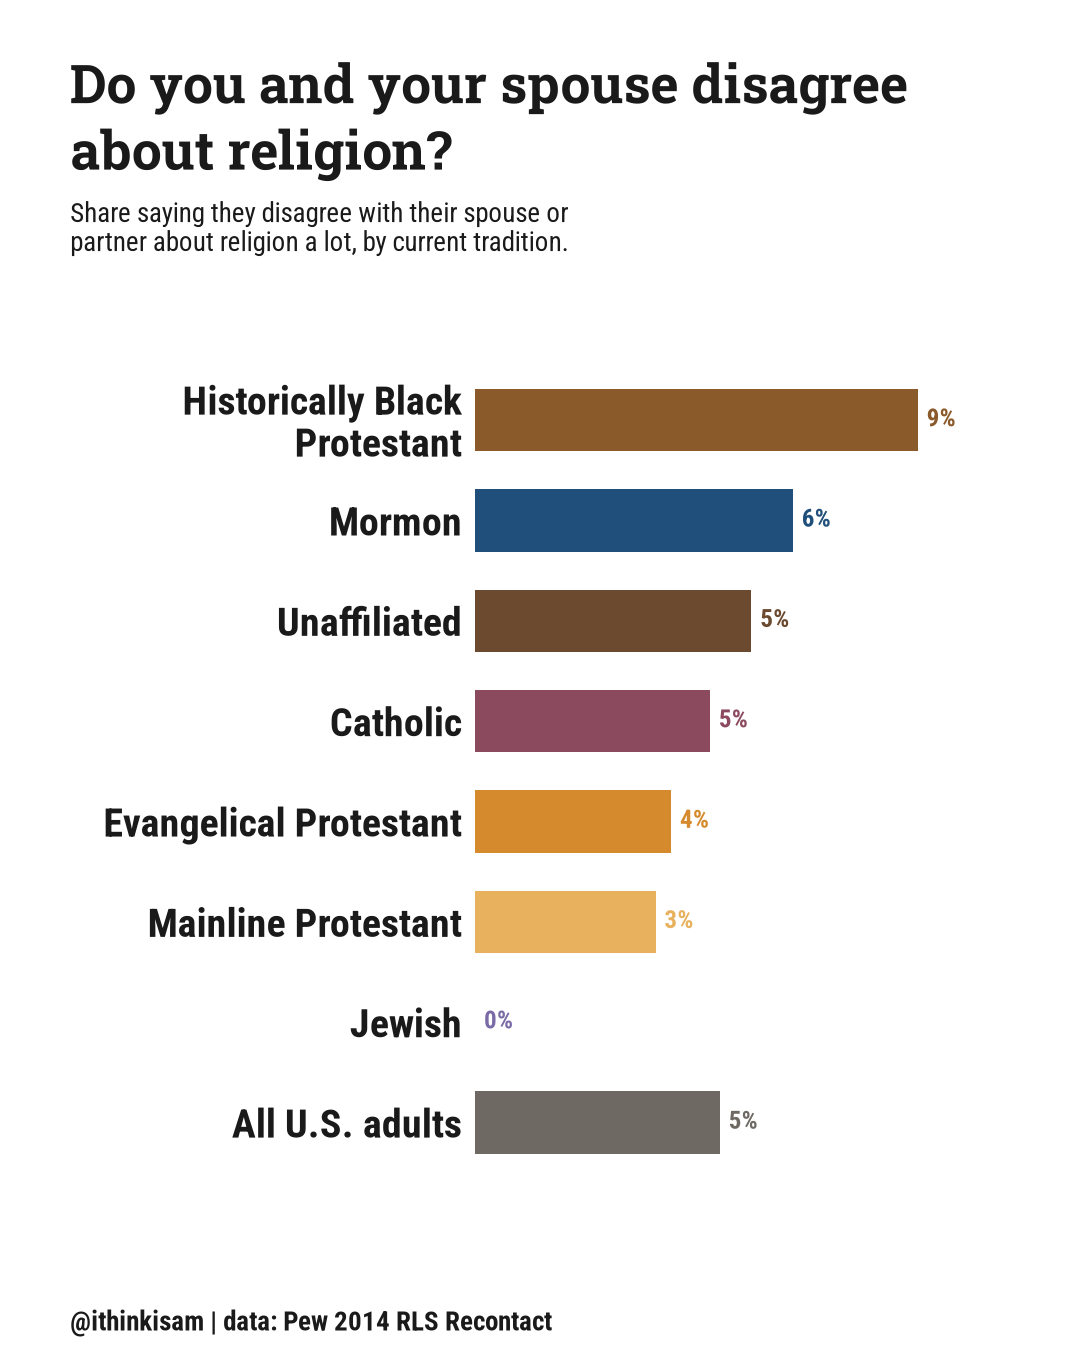 Do you and your spouse disagree
about religion?
Share saying they disagree with their spouse or
partner about religion a lot, by current tradition.
Historically Black
Protestant
9%
Mormon
6%
Unaffiliated
5%
Catholic
5%
Evangelical Protestant
4%
Mainline Protestant
3%
Jewish
0%
All U.S. adults
5%
@ithinkisam | data: Pew 2014 RLS Recontact